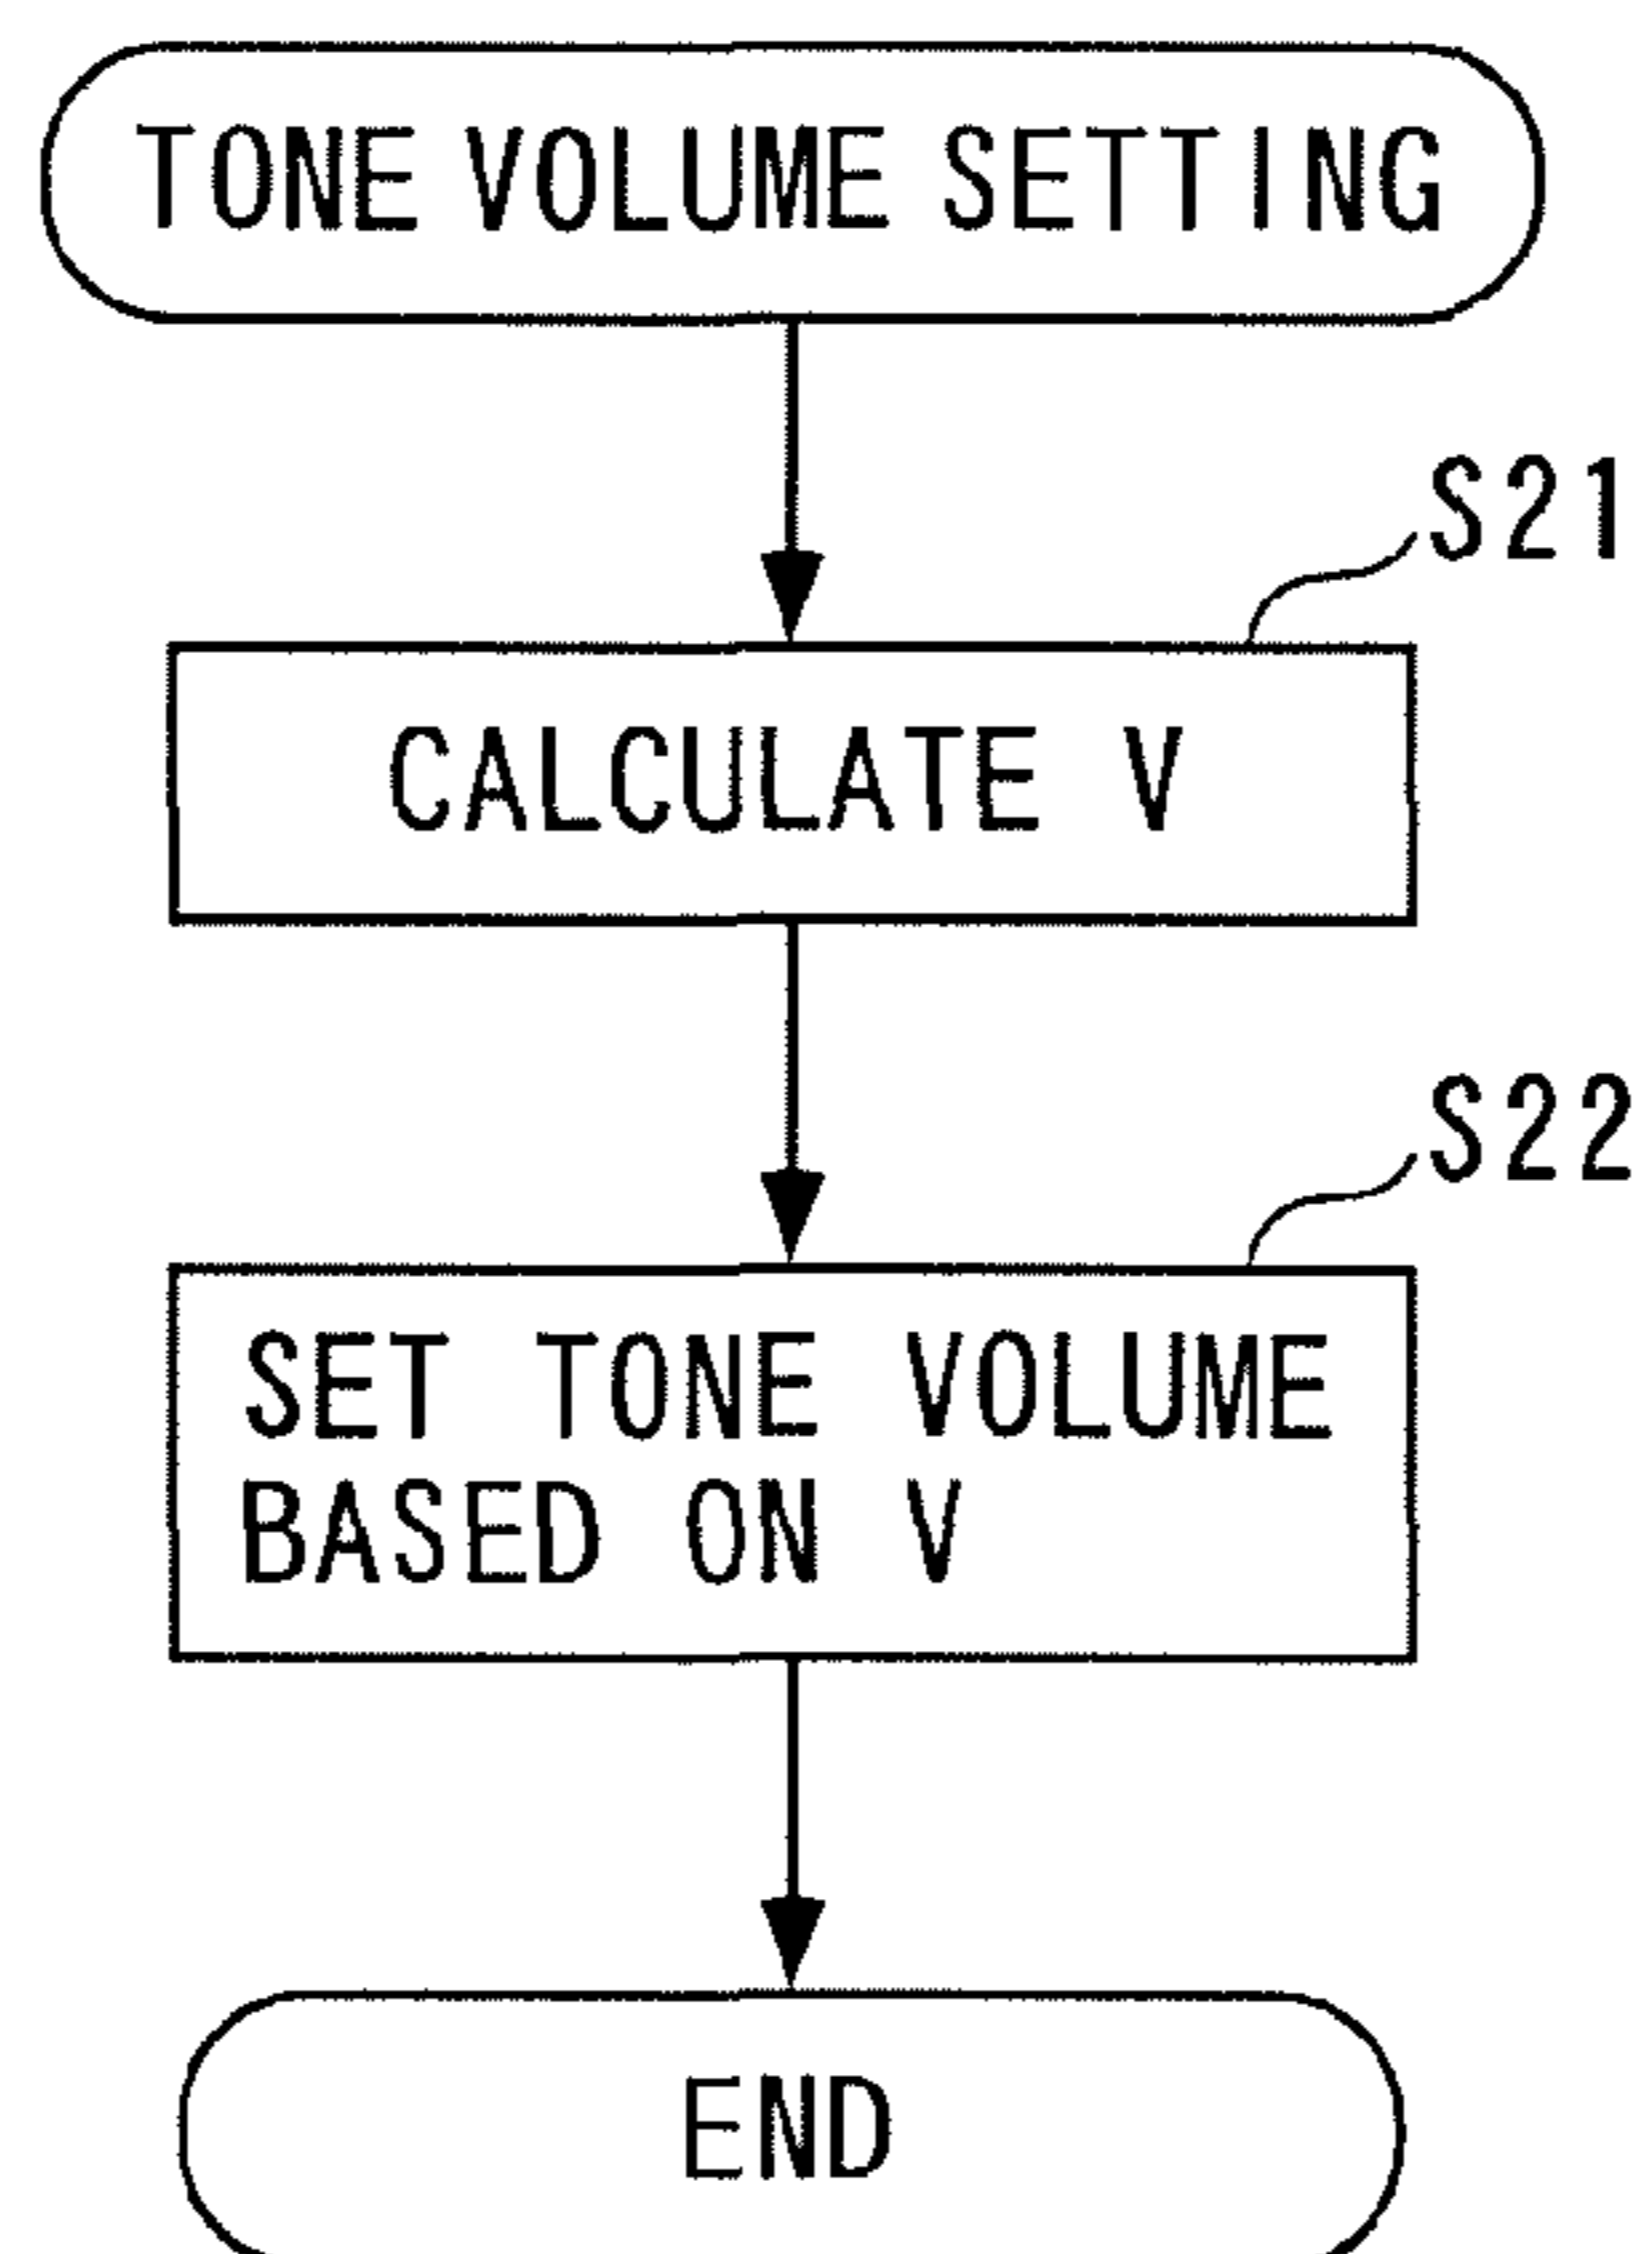 TONE VOLUME SETTING
S21
CALCULATE V
S22
SET TONE VOLUME
BASED ON V
END